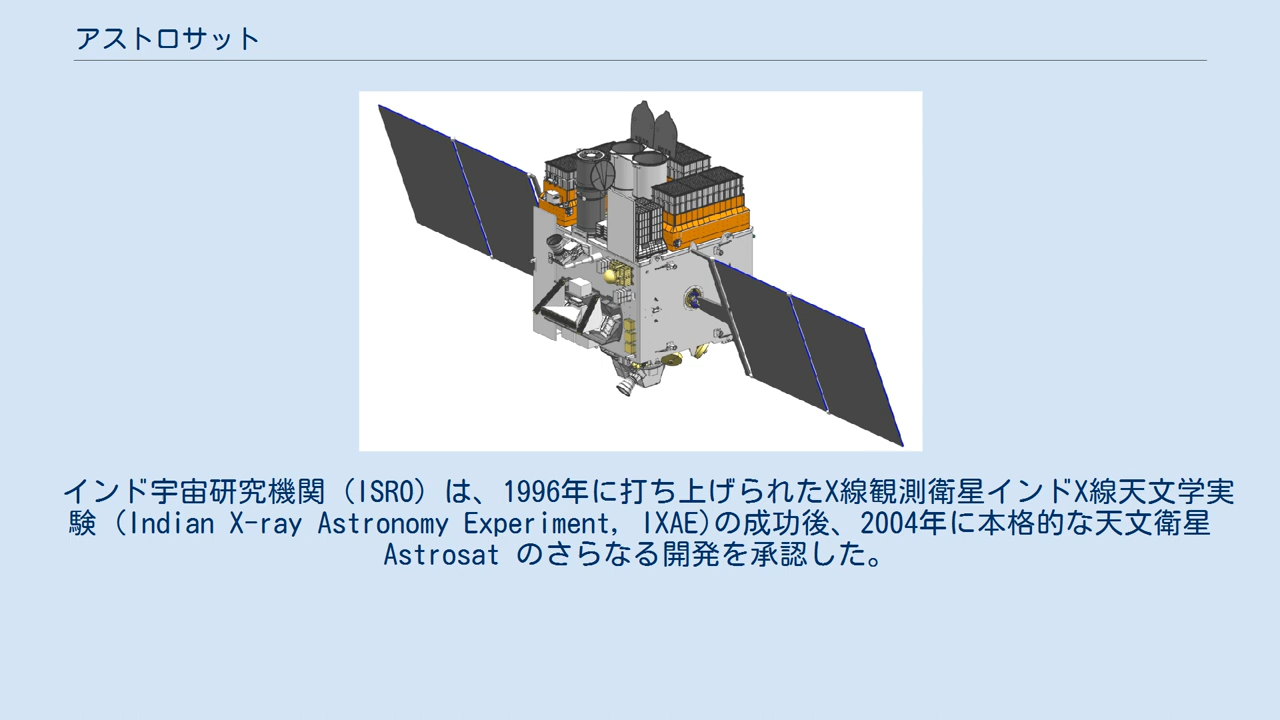 アストロサット
インド宇宙研究機関（ISRO）は、1996年に打ち上げられたX線観測衛星インドX線天文学実
験（Indian X-ray Astronomy Experiment, IXAE)の成功後、2004年に本格的な天文衛星
Astrosat のさらなる開発を承認した。